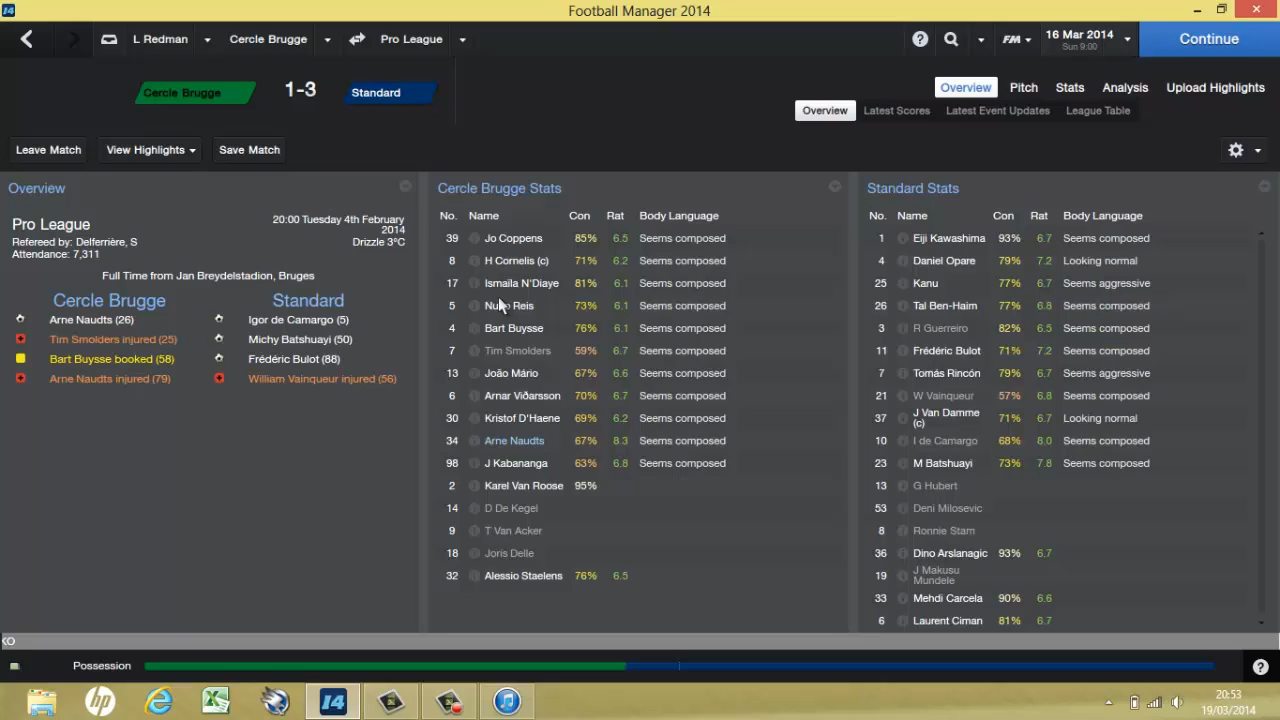 Football Manager 2014
L Redman
Cercle Brugge
Pro League
FM
16 Mar 2014
Sun 9:00
Continue
Cercle Brugge
1-3
Standard
Overview
Pitch
Stats
Analysis
Upload Highlights
Overview
Latest Scores
Latest Event Updates
League Table
Leave Match
View Highlights
Save Match
Overview
Pro League
Refereed by: Delferrière, S
Attendance: 7,311
20:00 Tuesday 4th February
2014
Drizzle 3°C
Full Time from Jan Breydelstadion, Bruges
Cercle Brugge Standard
Arne Naudts (26) Igor de Camargo (5)
Tim Smolders injured (25) Michy Batshuayi (50)
Bart Buysse booked (58) Frédéric Bulot (88)
Arne Naudts injured (79) William Vainqueur injured (56)
Cercle Brugge Stats
No. Name Con Rat Body Language
39 Jo Coppens 85% 6.5 Seems composed
8 H Cornelis (c) 71% 6.2 Seems composed
17 Ismaïla N'Diaye 81% 6.1 Seems composed
5 Reis 73% 6.1 Seems composed
4 Bart Buysse 76% 6.1 Seems composed
7 Tim Smolders 59% 6.7 Seems composed
13 João Mário 67% 6.6 Seems composed
6 Arnar Viðarsson 70% 6.7 Seems composed
30 Kristof D'Haene 69% 6.2 Seems composed
34 Arne Naudts 67% 8.3 Seems composed
98 J Kabananga 63% 6.8 Seems composed
2 Karel Van Roose 95%
14 D De Kegel
9 T Van Acker
18 Joris Delle
32 Alessio Staelens 76% 6.5
Standard Stats
No. Name Con Rat Body Language
1 Eiji Kawashima 93% 6.7 Seems composed
4 Daniel Opare 79% 7.2 Looking normal
25 Kanu 77% 6.7 Seems aggressive
26 Tal Ben-Haim 77% 6.8 Seems composed
3 R Guerreiro 82% 6.5 Seems composed
11 Frédéric Bulot 71% 7.2 Seems composed
7 Tomás Rincón 79% 6.7 Seems aggressive
21 W Vainqueur 57% 6.8 Seems composed
37 J Van Damme
(c) 71% 6.7 Looking normal
10 I de Camargo 68% 8.0 Seems composed
23 M Batshuayi 73% 7.8 Seems composed
13 G Hubert
53 Deni Milosevic
8 Ronnie Stam
36 Dino Arslanagic 93% 6.7
19 J Makusu
Mundele
33 Mehdi Carcela 90% 6.6
6 Laurent Ciman 81% 6.7
KO
Possession
20:53
19/03/2014